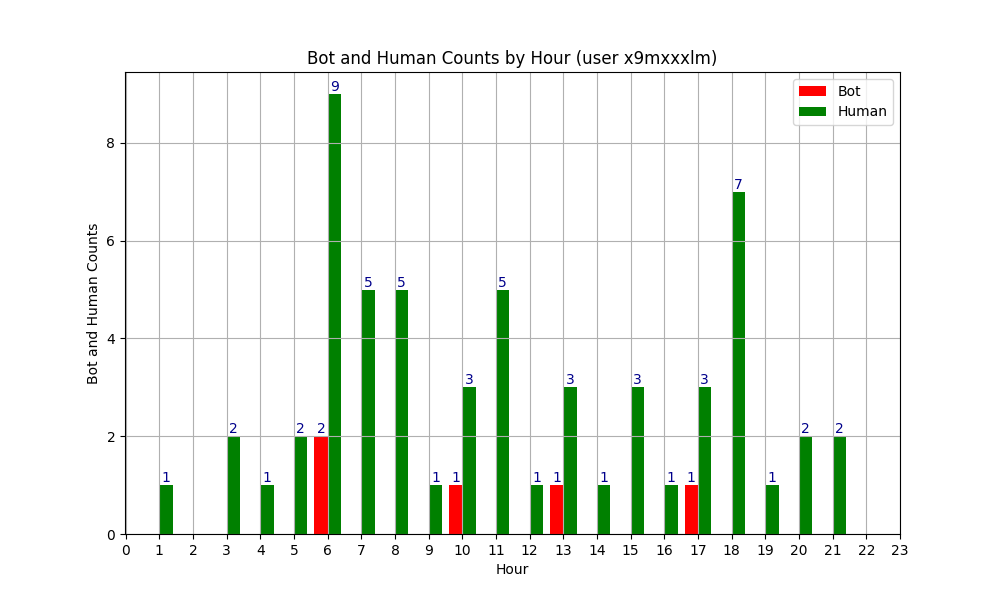 Bot and Human Counts by Hour (user x9mxxxlm)
Bot
Human
9
7
5 5 5
3 3 3 3
2 2 2 2 2
1 1 1 1 1 1 1 1 1 1
8
6
4
2
0
Bot and Human Counts
0 1 2 3 4 5 6 7 8 9 10 11 12 13 14 15 16 17 18 19 20 21 22 23
Hour